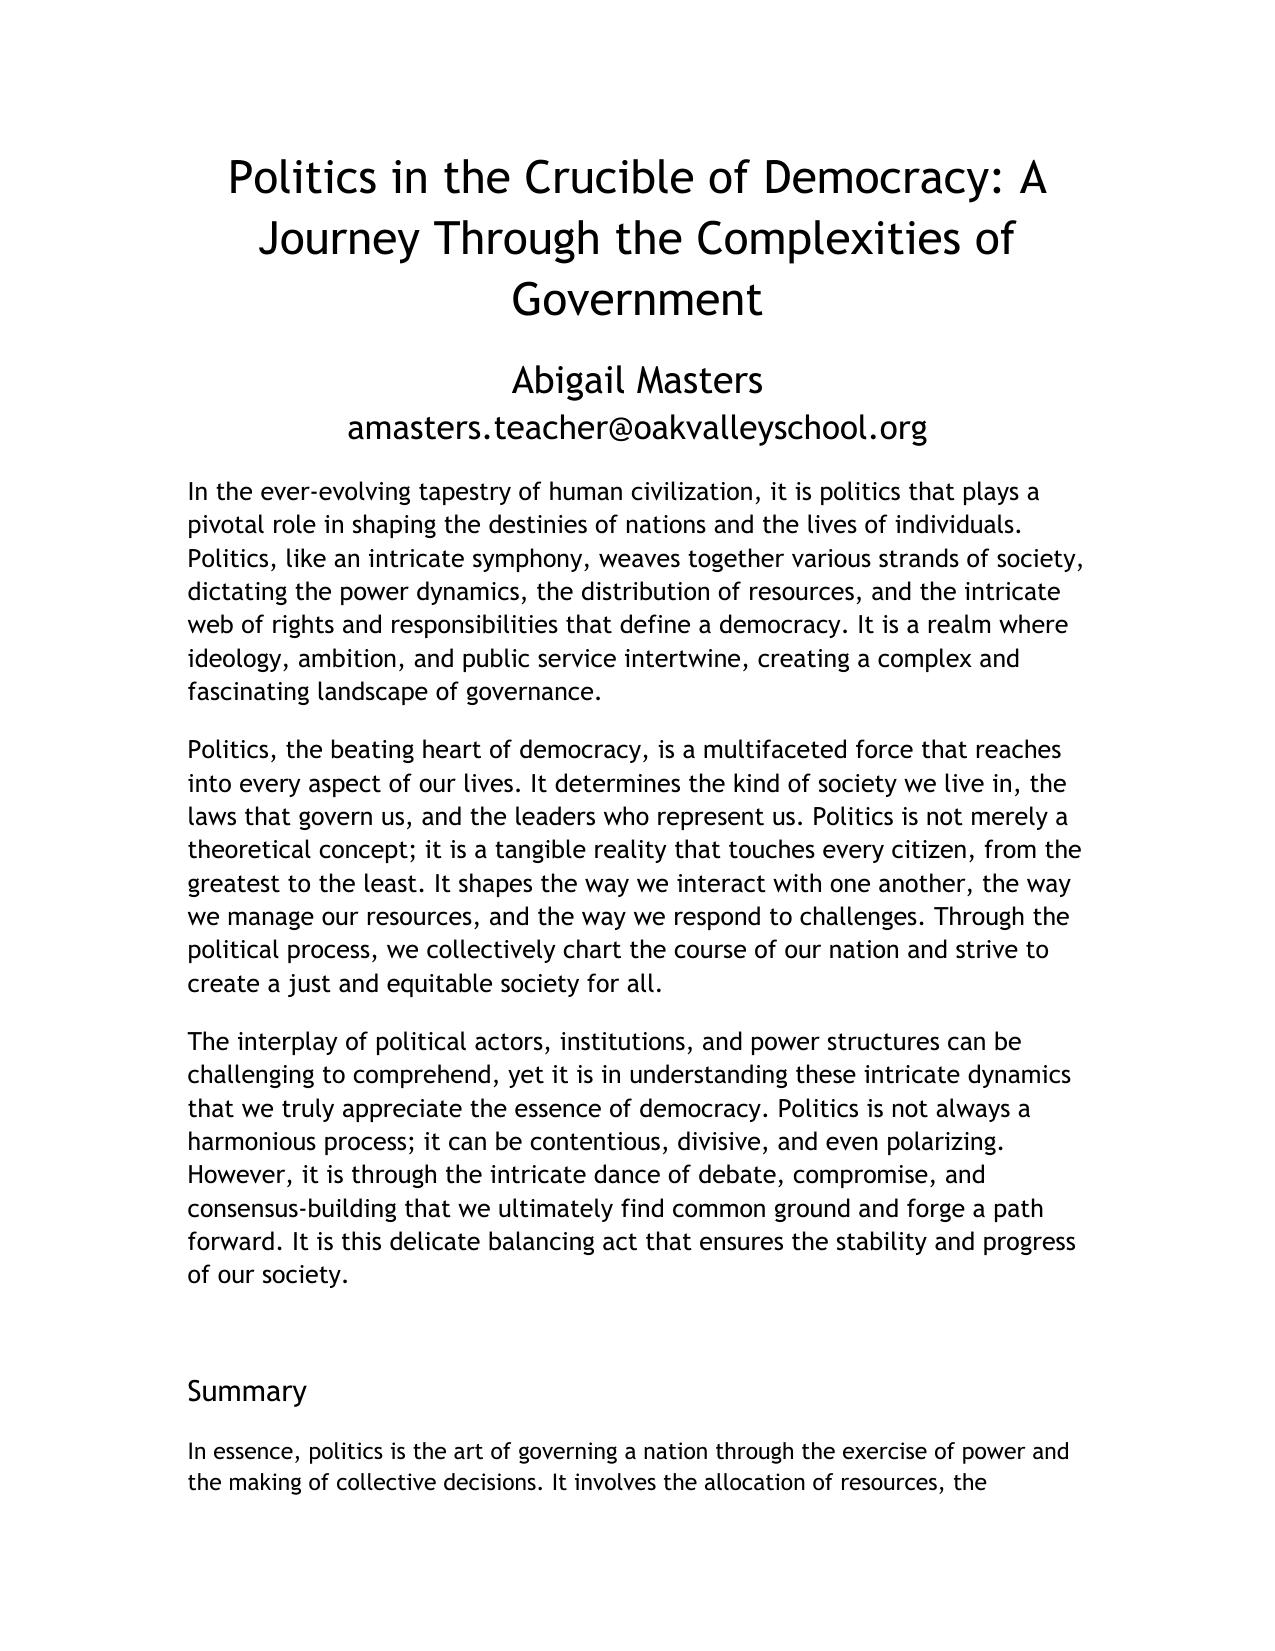 Politics in the Crucible of Democracy: A
Journey Through the Complexities of
Government
Abigail Masters
amasters.teacher@oakvalleyschool.org
In the ever-evolving tapestry of human civilization, it is politics that plays a
pivotal role in shaping the destinies of nations and the lives of individuals.
Politics, like an intricate symphony, weaves together various strands of society,
dictating the power dynamics, the distribution of resources, and the intricate
web of rights and responsibilities that define a democracy. It is a realm where
ideology, ambition, and public service intertwine, creating a complex and
fascinating landscape of governance.
Politics, the beating heart of democracy, is a multifaceted force that reaches
into every aspect of our lives. It determines the kind of society we live in, the
laws that govern us, and the leaders who represent us. Politics is not merely a
theoretical concept; it is a tangible reality that touches every citizen, from the
greatest to the least. It shapes the way we interact with one another, the way
we manage our resources, and the way we respond to challenges. Through the
political process, we collectively chart the course of our nation and strive to
create a just and equitable society for all.
The interplay of political actors, institutions, and power structures can be
challenging to comprehend, yet it is in understanding these intricate dynamics
that we truly appreciate the essence of democracy. Politics is not always a
harmonious process; it can be contentious, divisive, and even polarizing.
However, it is through the intricate dance of debate, compromise, and
consensus-building that we ultimately find common ground and forge a path
forward. It is this delicate balancing act that ensures the stability and progress
of our society.
Summary
In essence, politics is the art of governing a nation through the exercise of power and
the making of collective decisions. It involves the allocation of resources, the